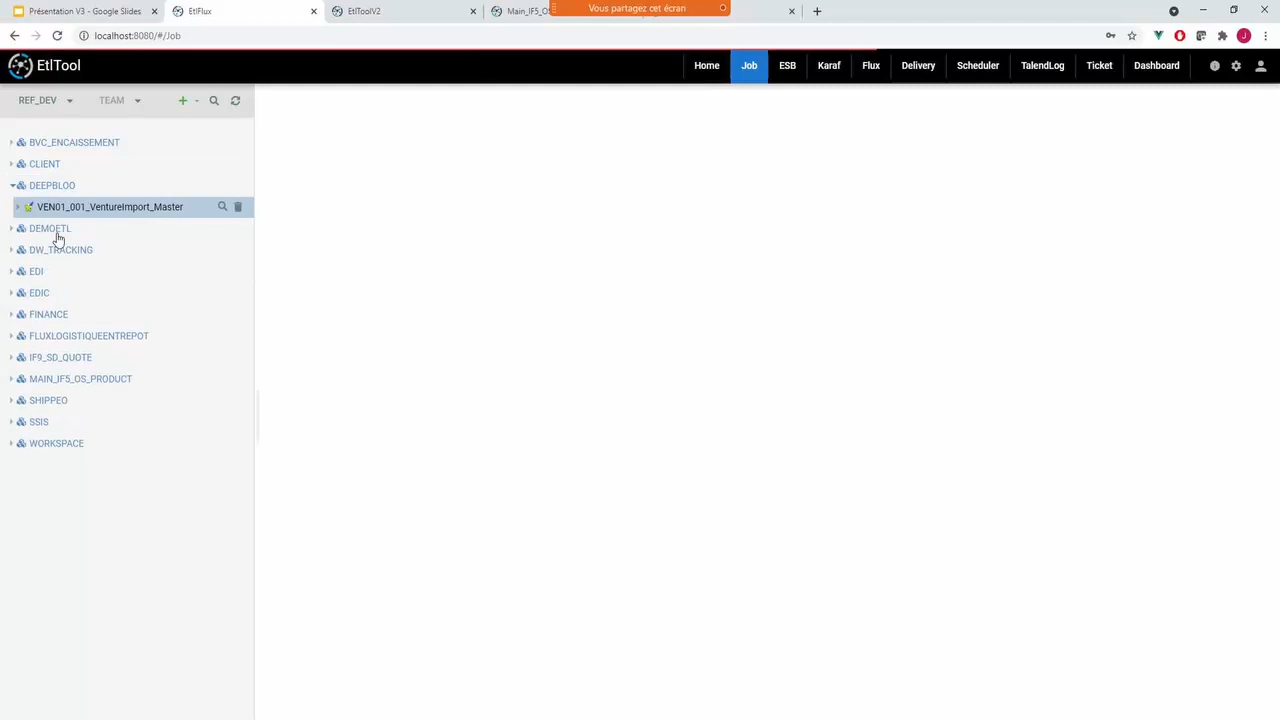 Présentation V3 - Google Slides
EtlFlux
EtlToolV2
Main_IF5_OS
Vous partagez cet écran
localhost:8080/#/Job
J
EtlTool
Home
Job
ESB
Karaf
Flux
Delivery
Scheduler
TalendLog
Ticket
Dashboard
REF_DEV
TEAM
BVC_ENCAISSEMENT
CLIENT
DEEPBLOO
VEN01_001_VentureImport_Master
DEMOETL
DW_TRACKING
EDI
EDIC
FINANCE
FLUXLOGISTIQUEENTREPOT
IF9_SD_QUOTE
MAIN_IF5_OS_PRODUCT
SHIPPEO
SSIS
WORKSPACE